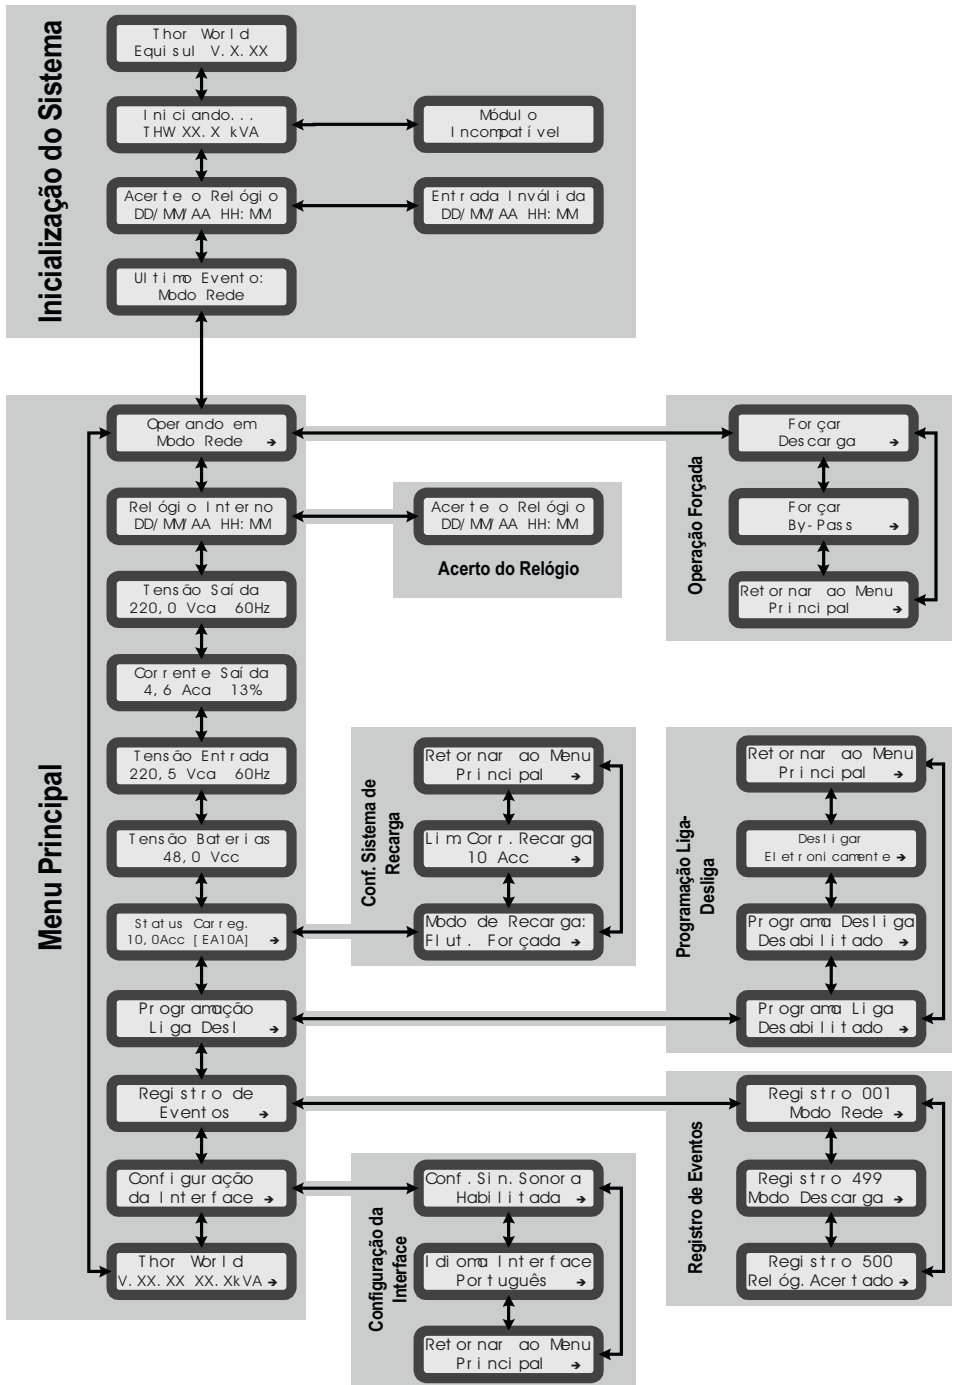 Inicialização do Sistema
Thor World
Equisul V.X.XX
Iniciando...
THW XX.X kVA
Módulo
Incompatível
Acerte o Relógio
DD/MM/AA HH:MM
Entrada Inválida
DD/MM/AA HH:MM
Ultimo Evento:
Modo Rede
Menu Principal
Operando em
Modo Rede →
Relógio Interno
DD/MM/AA HH:MM
Tensão Saída
220,0 Vca 60Hz
Corrente Saída
4,6 Aca 13%
Tensão Entrada
220,5 Vca 60Hz
Tensão Baterias
48,0 Vcc
Status Carreg.
10,0Acc [EA10A] →
Programação
Liga Desl →
Registro de
Eventos →
Configuração
da Interface →
Thor World
V.XX.XX XX.XkVA →
Acerte o Relógio
DD/MM/AA HH:MM
Acerto do Relógio
Operação Forçada
Forçar
Descarga →
Forçar
By-Pass →
Retornar ao Menu
Principal →
Conf. Sistema de
Recarga
Retornar ao Menu
Principal →
Lim Corr. Recarga
10 Acc →
Modo de Recarga:
Flut. Forçada →
Programação Liga-
Desliga
Retornar ao Menu
Principal →
Desligar
Eletronicamente →
Programa Desliga
Desabilitado →
Programa Liga
Desabilitado →
Registro de Eventos
Registro 001
Modo Rede →
Registro 499
Modo Descarga →
Registro 500
Relóg. Acertado →
Configuração da
Interface
Conf. Sin. Sonora
Habilitada →
Idioma Interface
Português →
Retornar ao Menu
Principal →